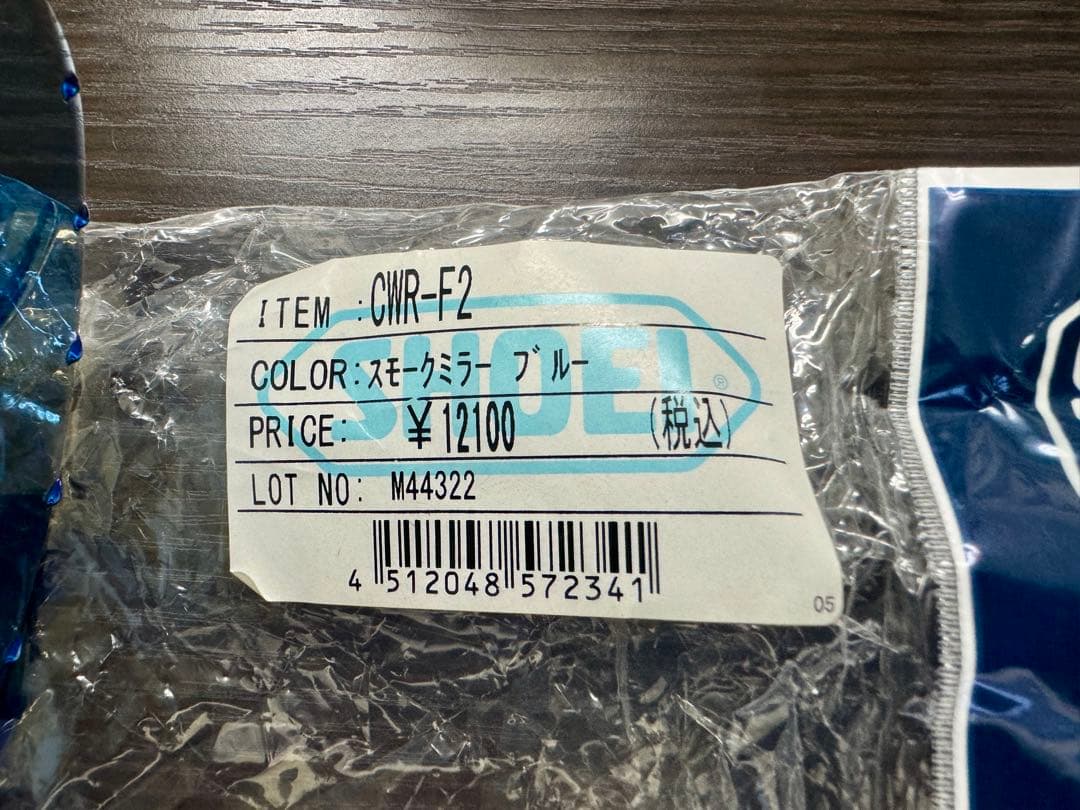 SHOEI®
ITEM :CWR-F2
COLOR:スモークミラー ブルー
PRICE: ¥12100 (税込)
LOT NO: M44322
4 512048 572341
05